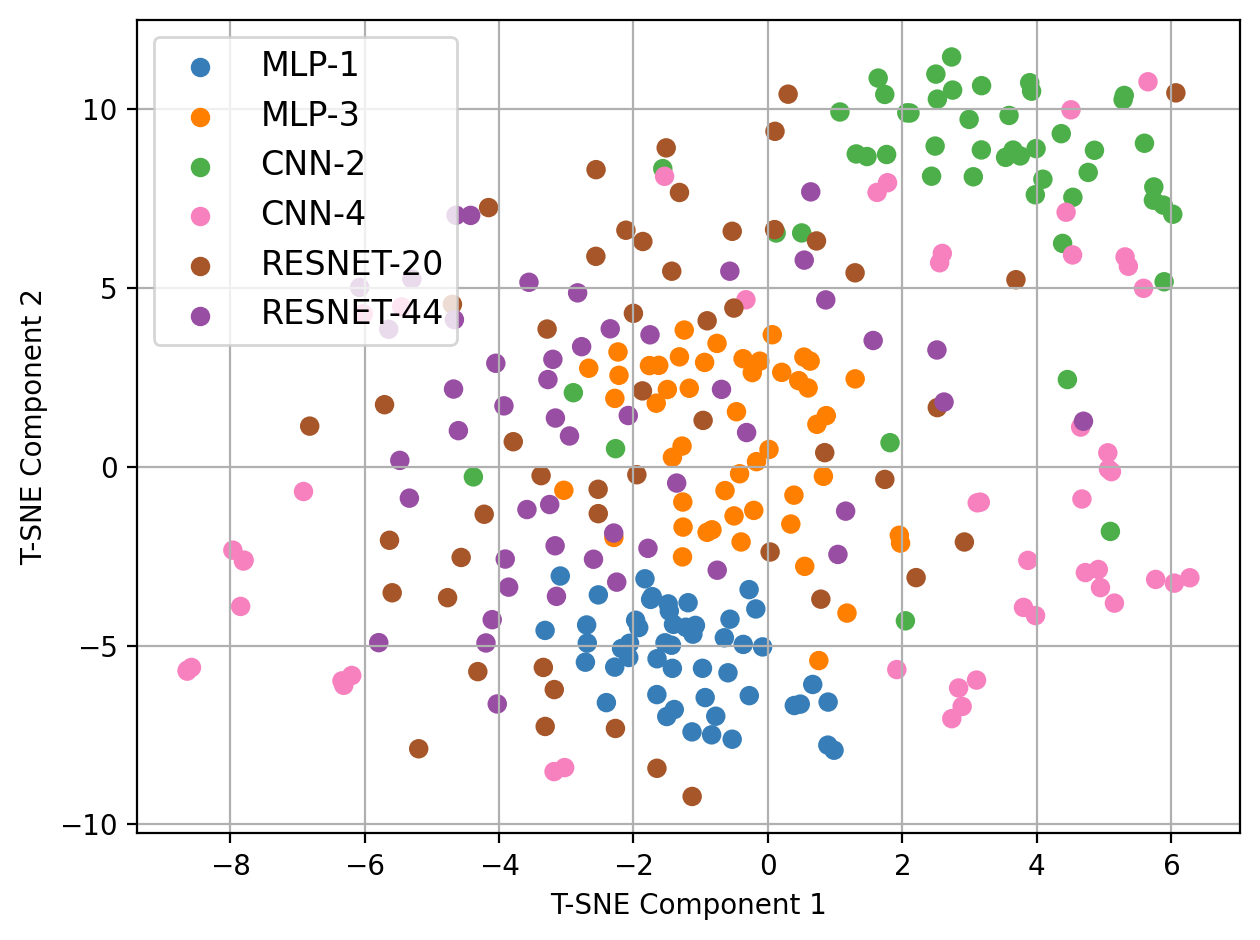 MLP-1
MLP-3
CNN-2
CNN-4
RESNET-20
RESNET-44
10
5
0
−5
−10
T-SNE Component 2
−8 −6 −4 −2 0 2 4 6
T-SNE Component 1